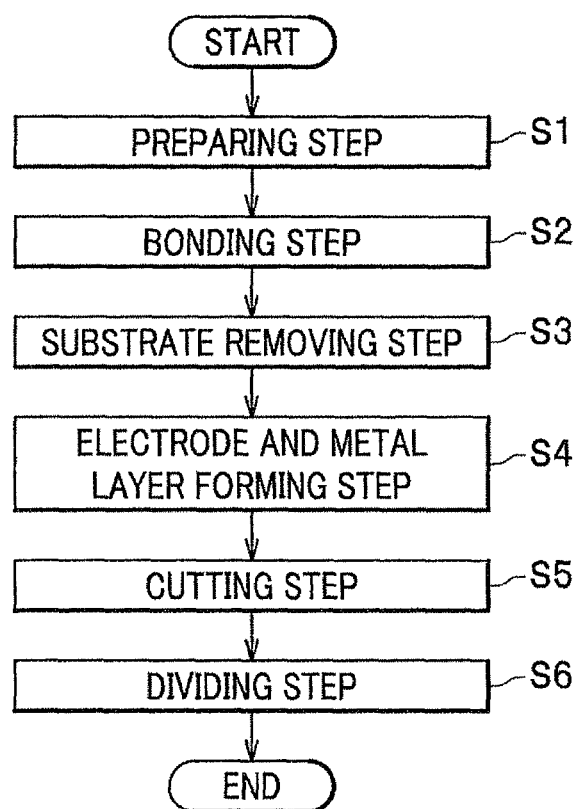 START
PREPARING STEP
S1
BONDING STEP
S2
SUBSTRATE REMOVING STEP
S3
ELECTRODE AND METAL
LAYER FORMING STEP
S4
CUTTING STEP
S5
DIVIDING STEP
S6
END